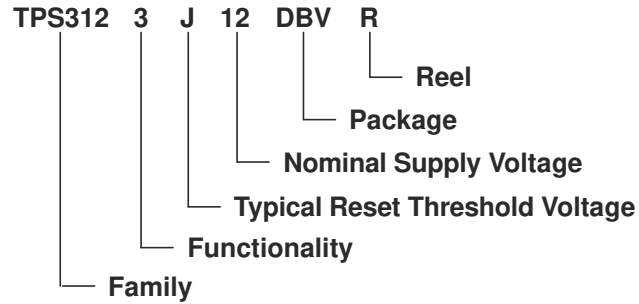 TPS312 3 J 12 DBV R
Reel
Package
Nominal Supply Voltage
Typical Reset Threshold Voltage
Functionality
Family